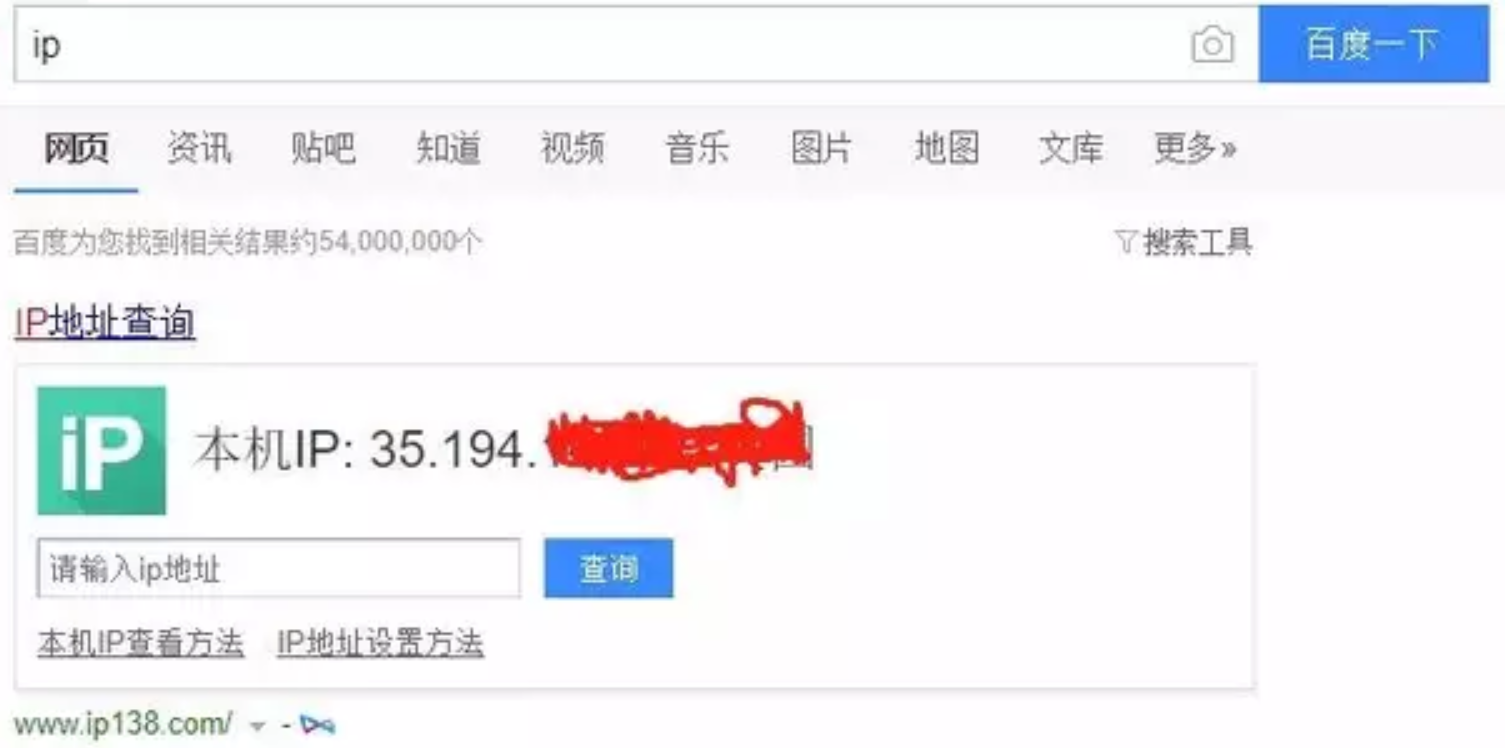 ip
百度一下
网页 资讯 贴吧 知道 视频 音乐 图片 地图 文库 更多»
百度为您找到相关结果约54,000,000个
搜索工具
IP地址查询
iP
本机IP: 35.194.
请输入ip地址
查询
本机IP查看方法 IP地址设置方法
www.ip138.com/ -